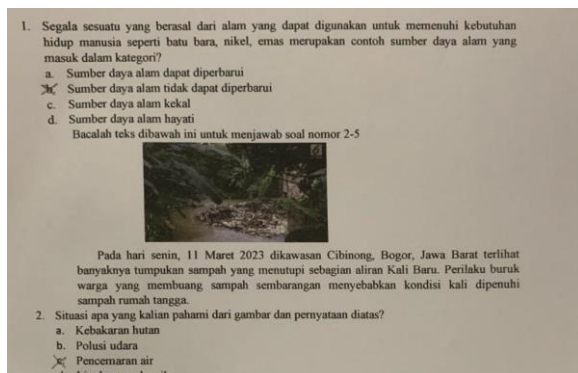 1. Segala sesuatu yang berasal dari alam yang dapat digunakan untuk memenuhi kebutuhan
hidup manusia seperti batu bara, nikel, emas merupakan contoh sumber daya alam yang
masuk dalam kategori?
a. Sumber daya alam dapat diperbarui
b. Sumber daya alam tidak dapat diperbarui
c. Sumber daya alam kekal
d. Sumber daya alam hayati
Bacalah teks dibawah ini untuk menjawab soal nomor 2-5
Pada hari senin, 11 Maret 2023 dikawasan Cibinong, Bogor, Jawa Barat terlihat
banyaknya tumpukan sampah yang menutupi sebagian aliran Kali Baru. Perilaku buruk
warga yang membuang sampah sembarangan menyebabkan kondisi kali dipenuhi
sampah rumah tangga.
2. Situasi apa yang kalian pahami dari gambar dan pernyataan diatas?
a. Kebakaran hutan
b. Polusi udara
c. Pencemaran air